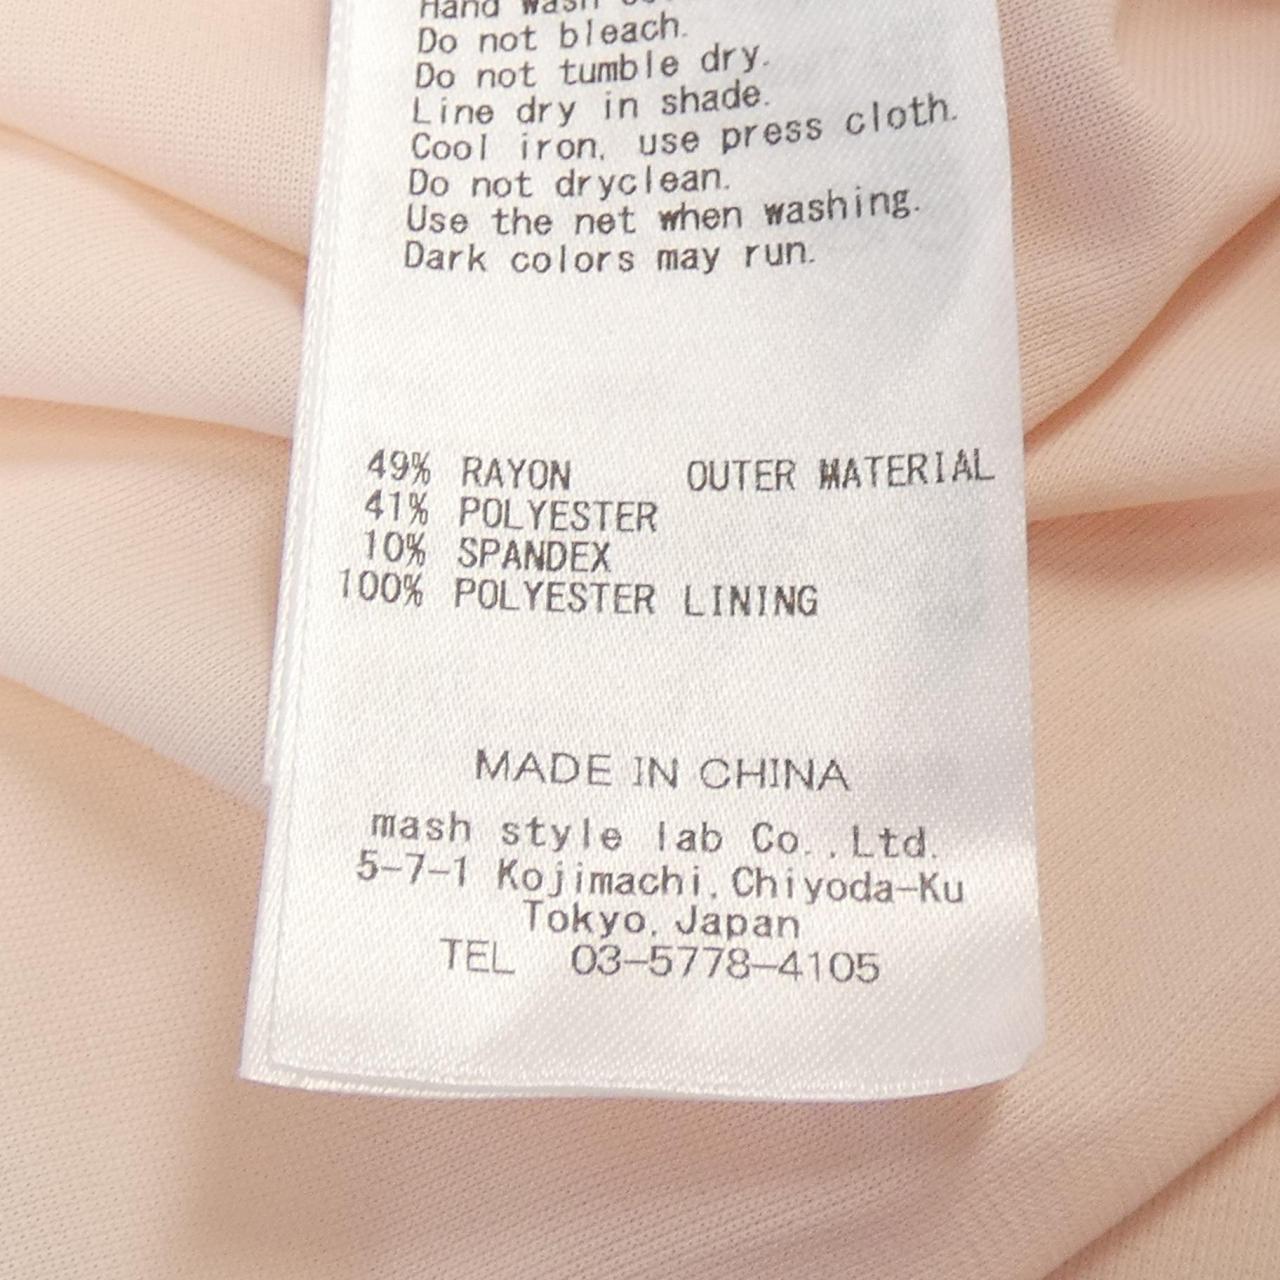 Hand wash
Do not bleach.
Do not tumble dry.
Line dry in shade.
Cool iron, use press cloth.
Do not dryclean.
Use the net when washing.
Dark colors may run.
49% RAYON OUTER MATERIAL
41% POLYESTER
10% SPANDEX
100% POLYESTER LINING
MADE IN CHINA
mash style lab Co.,Ltd.
5-7-1 Kojimachi,Chiyoda-Ku
Tokyo,Japan
TEL 03-5778-4105